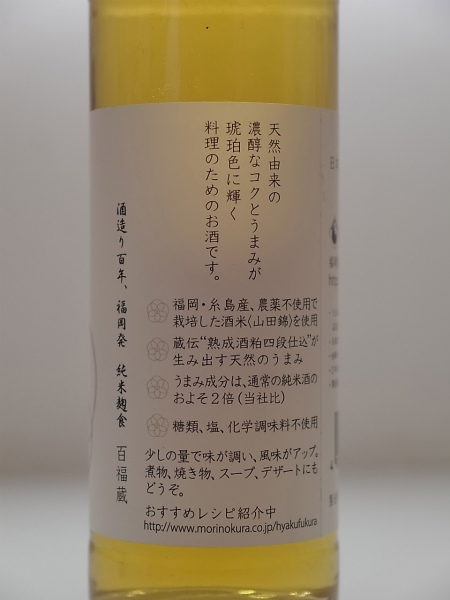 天然由来の
濃醇なコクとうまみが
琥珀色に輝く
料理のためのお酒です。
酒造り百年、福岡発 純米麹食 百福蔵
福岡・糸島産、農薬不使用で
栽培した酒米〈山田錦〉を使用
蔵伝“熟成酒粕四段仕込”が
生み出す天然のうまみ
うまみ成分は、通常の純米酒の
およそ2倍(当社比)
糖類、塩、化学調味料不使用
少しの量で味が調い、風味がアップ。
煮物、焼き物、スープ、デザートにも
どうぞ。
おすすめレシピ紹介中
http://www.morinokura.co.jp/hyakufukura